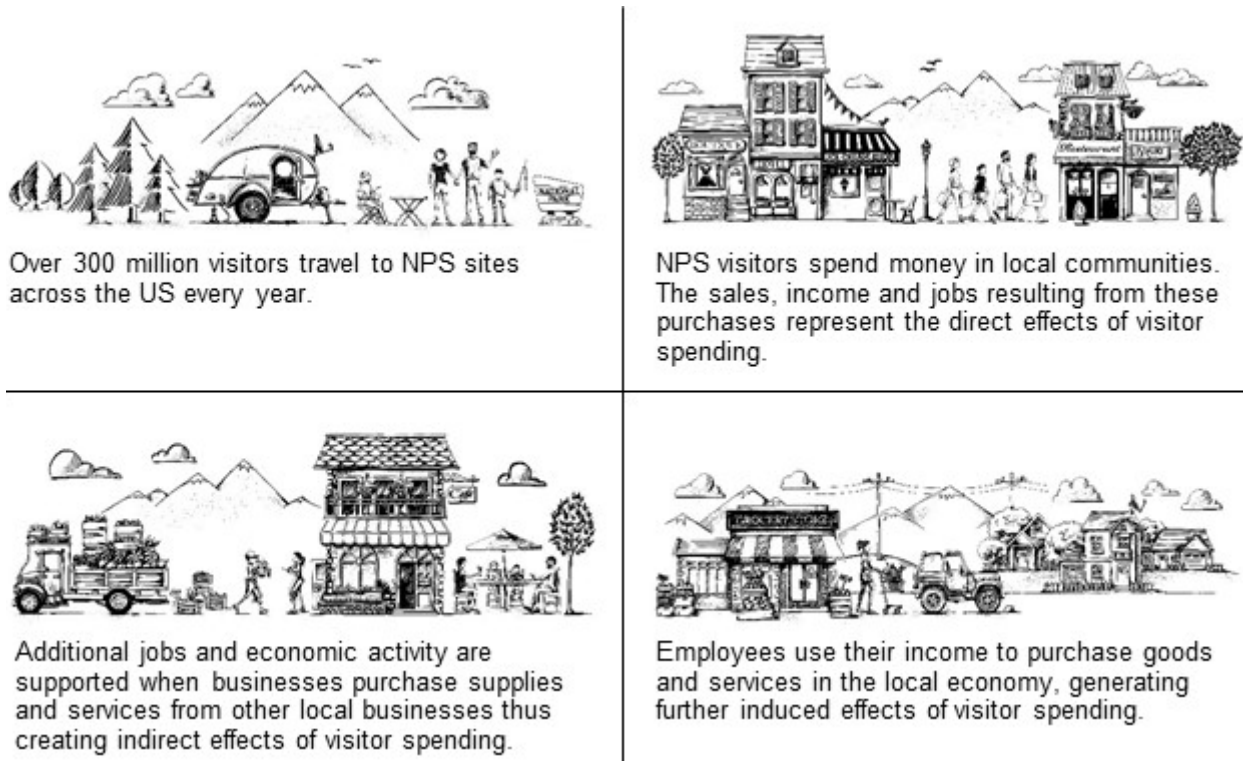 Over 300 million visitors travel to NPS sites
across the US every year.
Restaurant
NPS visitors spend money in local communities.
The sales, income and jobs resulting from these
purchases represent the direct effects of visitor
spending.
Cafe
Additional jobs and economic activity are
supported when businesses purchase supplies
and services from other local businesses thus
creating indirect effects of visitor spending.
GROCERY STORE
Employees use their income to purchase goods
and services in the local economy, generating
further induced effects of visitor spending.